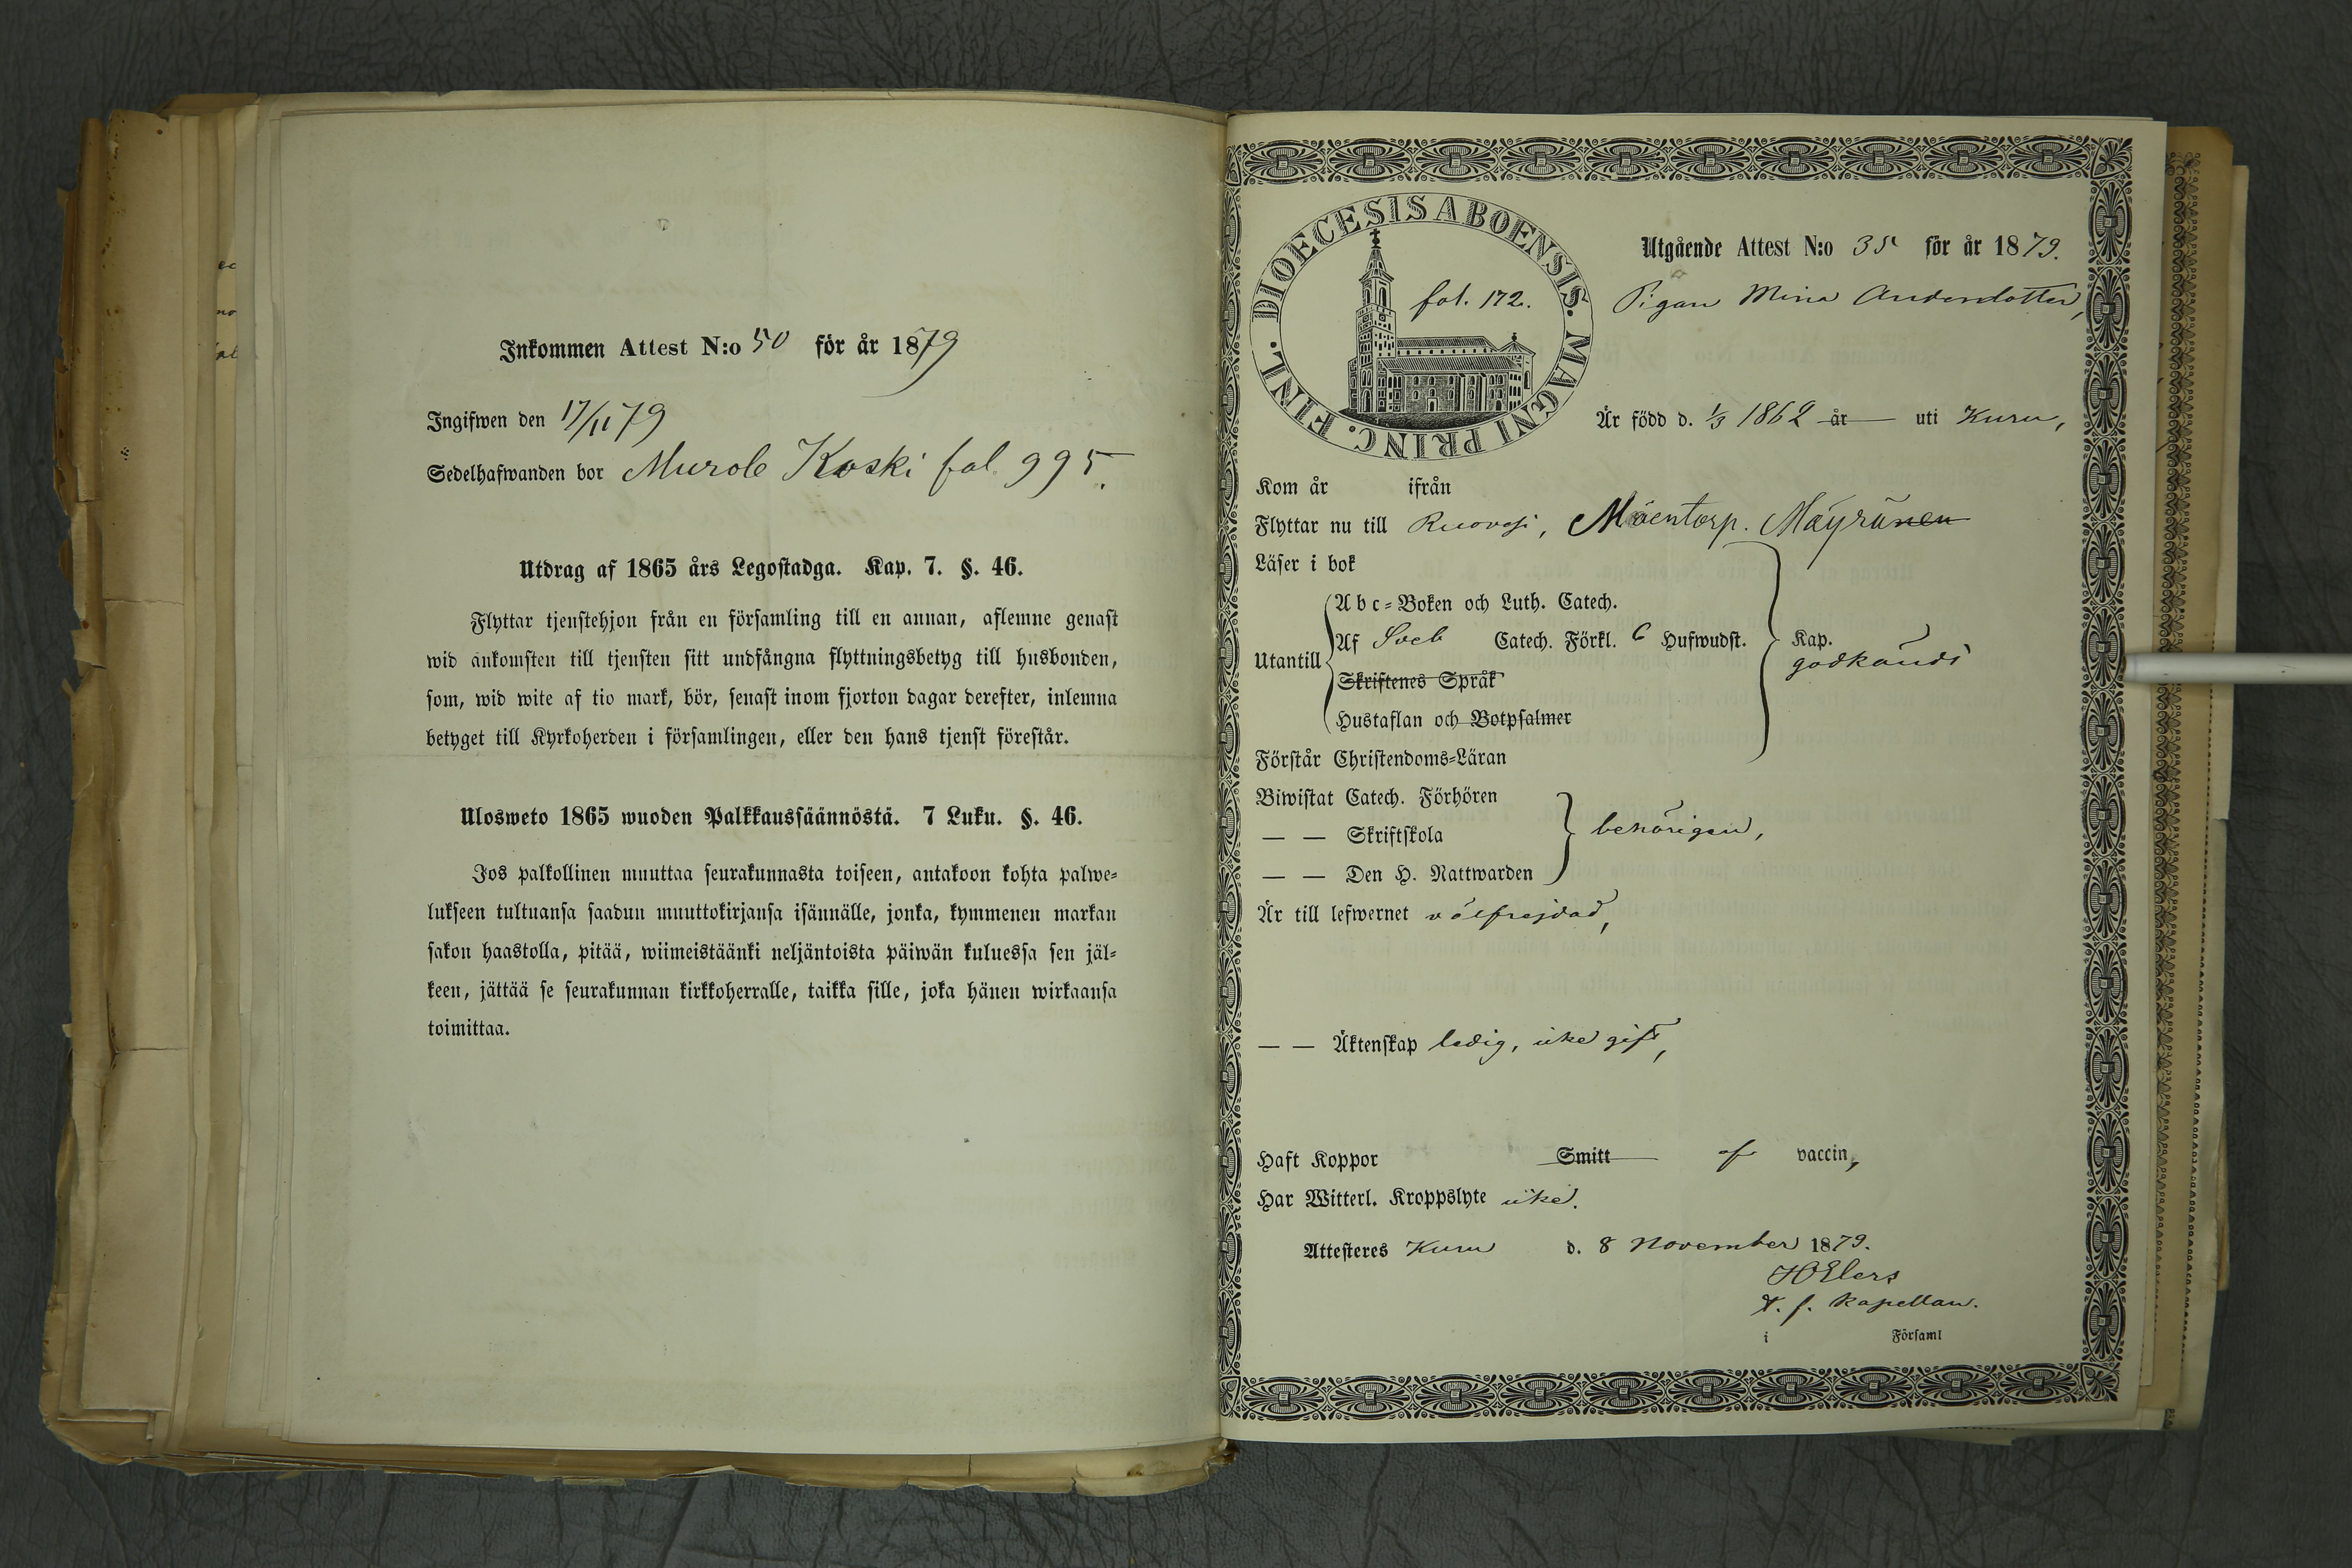 Inkommen Attest N:o 50 för år 1879
Ingifwen den 17/11 79
Sedelhafwanden bor Murole Koski fol. 995.
Utdrag af 1865 års Legostadga. Kap. 7. §. 46.
Flyttar tjenstehjon från en församling till en annan, aflemne genast
wid ankomsten till tjensten sitt undfångna flyttningsbetyg till husbonden,
som, wid wite af tio mark, bör, senast inom fjorton dagar derefter, inlemna
betyget till Kyrkoherden i församlingen, eller den hans tjenst förestår.
Ulosweto 1865 wuoden Palkkaussäännöstä. 7 Luku. §. 46.
Jos palkollinen muuttaa seurakunnasta toiseen, antakoon kohta palwe-
lukseen tultuansa saadun muuttokirjansa isännälle, jonka, kymmenen markan
sakon haastolla, pitää, wiimeistäänki neljäntoista päiwän kuluessa sen jäl-
keen, jättää se seurakunnan kirkkoherralle, taikka sille, joka hänen wirkaansa
toimittaa.
DIOECESIS ABOENSIS. MAGNI PRINC. FINL.
fol. 172.
Utgående Attest N:o 35 för år 1879.
Pigan Mina Andersdotter,
Är född d. 1/3 1862 år uti Kuru,
Kom år ifrån
Flyttar nu till Ruovesi, Mäyränen
Läser i bok
Utantill
Abc-Boken och Luth. Catech.
Af Sveb Catech. Förkl. 6 Hufwudst.
Skriftenes Språk
Hustaflan och Botpsalmer
Kap.
godkändt
Förstår Christendoms-Läran
Biwistat Catech. Förhören
— — Skriftskola
— — Den H. Nattwarden
behörigen,
Är till lefwernet välfrejdad,
— — Äktenskap ledig, icke gift,
Haft Koppor Smitt af vaccin,
Har Witterl. Kroppslyte icke.
Attesteres Kuru d. 8 November 1879.
HElers
t. f. Kapellan.
i Församl